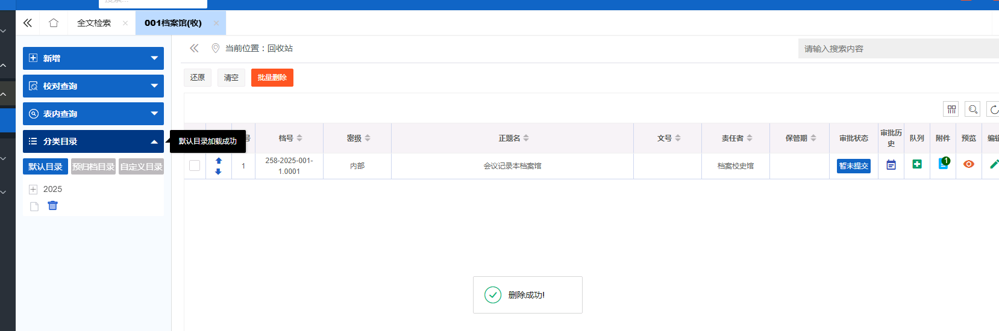 搜索...
全文检索
001档案馆(收)
新增
校对查询
表内查询
分类目录
默认目录 预归档目录 自定义目录
2025
默认目录加载成功
当前位置：回收站
请输入搜索内容
还原 清空 批量删除
号 档号 密级 正题名 文号 责任者 保管期 审批状态 审批历史 队列 附件 预览 编辑
1 258-2025-001-1.0001 内部 会议记录本档案馆 档案校史馆 暂未提交 1
删除成功!